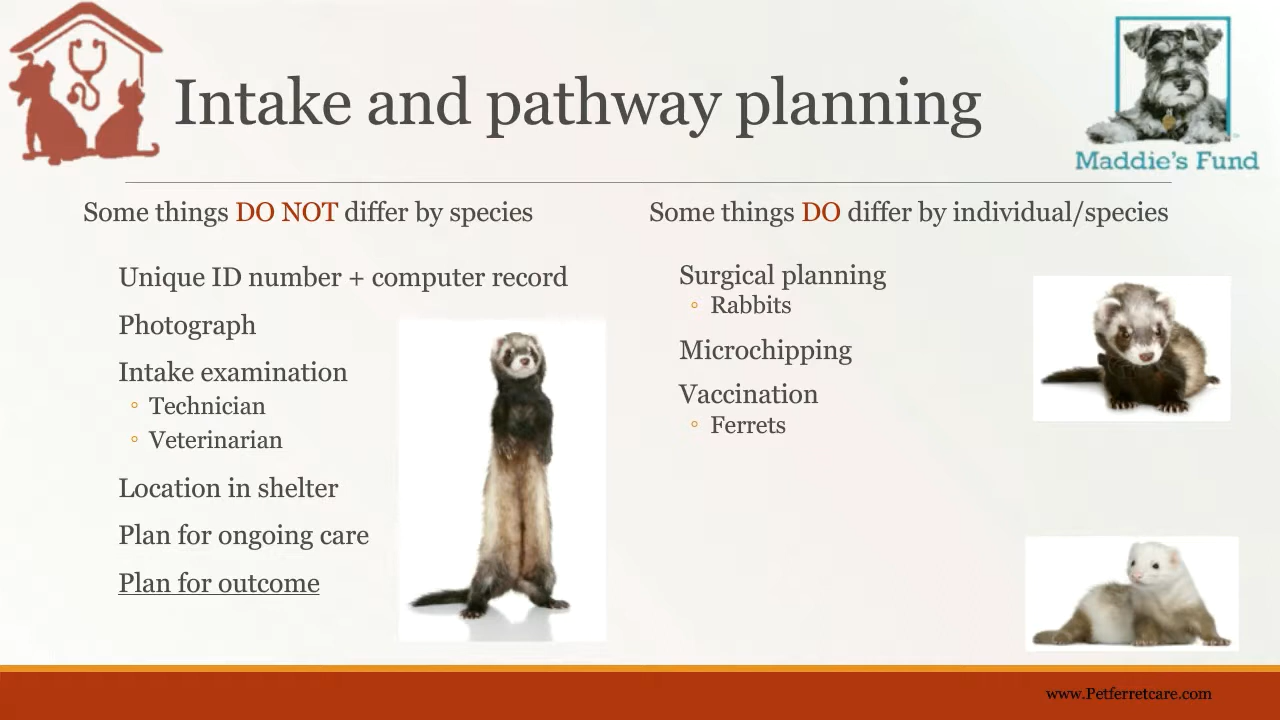 Intake and pathway planning
Maddie's Fund
Some things DO NOT differ by species
Unique ID number + computer record
Photograph
Intake examination
◦ Technician
◦ Veterinarian
Location in shelter
Plan for ongoing care
Plan for outcome
Some things DO differ by individual/species
Surgical planning
◦ Rabbits
Microchipping
Vaccination
◦ Ferrets
www.Petferretcare.com